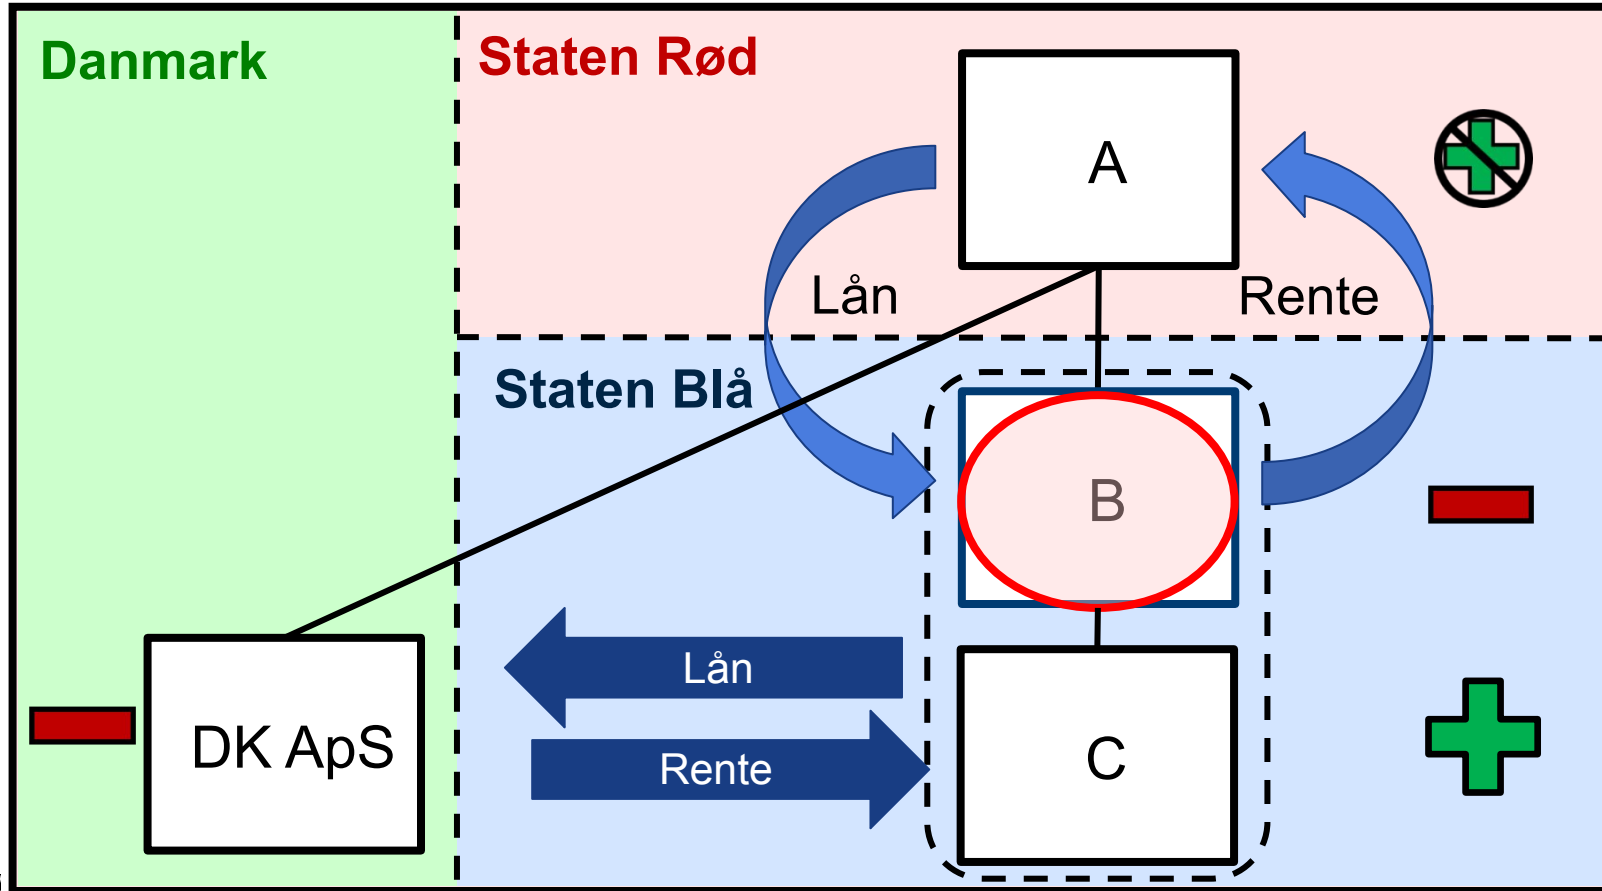 Danmark
Staten Rød
A
Lån
Rente
Staten Blå
B
Lån
DK ApS
Rente
C